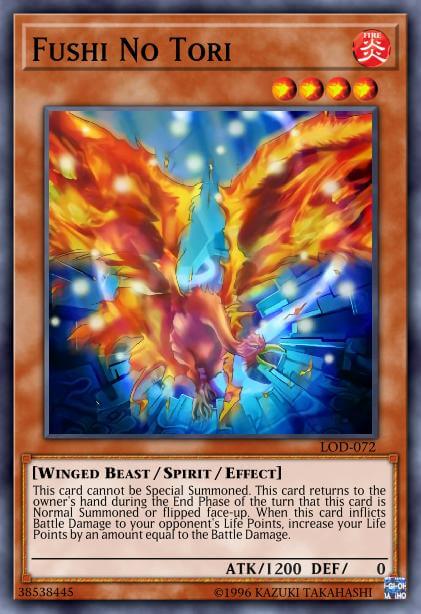 FUSHI NO TORI
FIRE
炎
LOD-072
[WINGED BEAST / SPIRIT / EFFECT]
This card cannot be Special Summoned. This card returns to the
owner's hand during the End Phase of the turn that this card is
Normal Summoned or flipped face-up. When this card inflicts
Battle Damage to your opponent's Life Points, increase your Life
Points by an amount equal to the Battle Damage.
ATK/1200 DEF/ 0
38538445 ©1996 KAZUKI TAKAHASHI